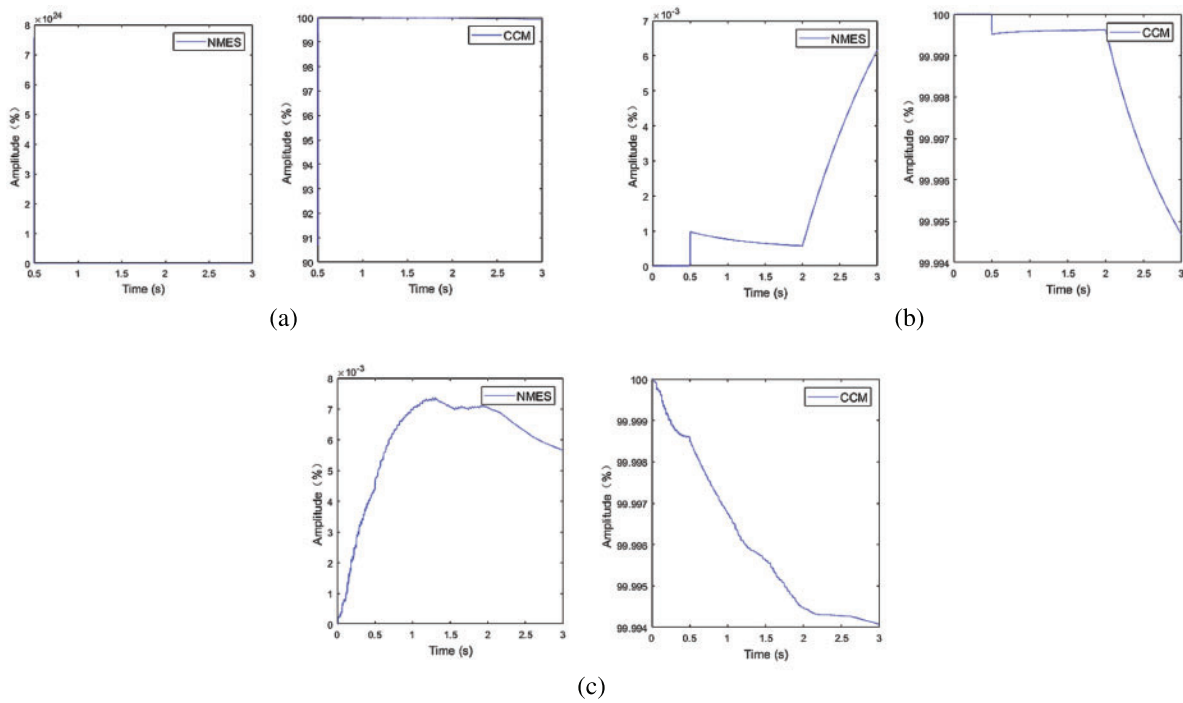 ×10^24
8
7
6
5
4
3
2
1
0
0.5 1 1.5 2 2.5 3
Amplitude (%)
Time (s)
NMES
100
99
98
97
96
95
94
93
92
91
90
0.5 1 1.5 2 2.5 3
Amplitude (%)
Time (s)
CCM
(a)
×10^-3
7
6
5
4
3
2
1
0
0 0.5 1 1.5 2 2.5 3
Amplitude (%)
Time (s)
NMES
100
99.999
99.998
99.997
99.996
99.995
99.994
0 0.5 1 1.5 2 2.5 3
Amplitude (%)
Time (s)
CCM
(b)
×10^-3
8
7
6
5
4
3
2
1
0
0 0.5 1 1.5 2 2.5 3
Amplitude (%)
Time (s)
NMES
100
99.999
99.998
99.997
99.996
99.995
99.994
0 0.5 1 1.5 2 2.5 3
Amplitude (%)
Time (s)
CCM
(c)